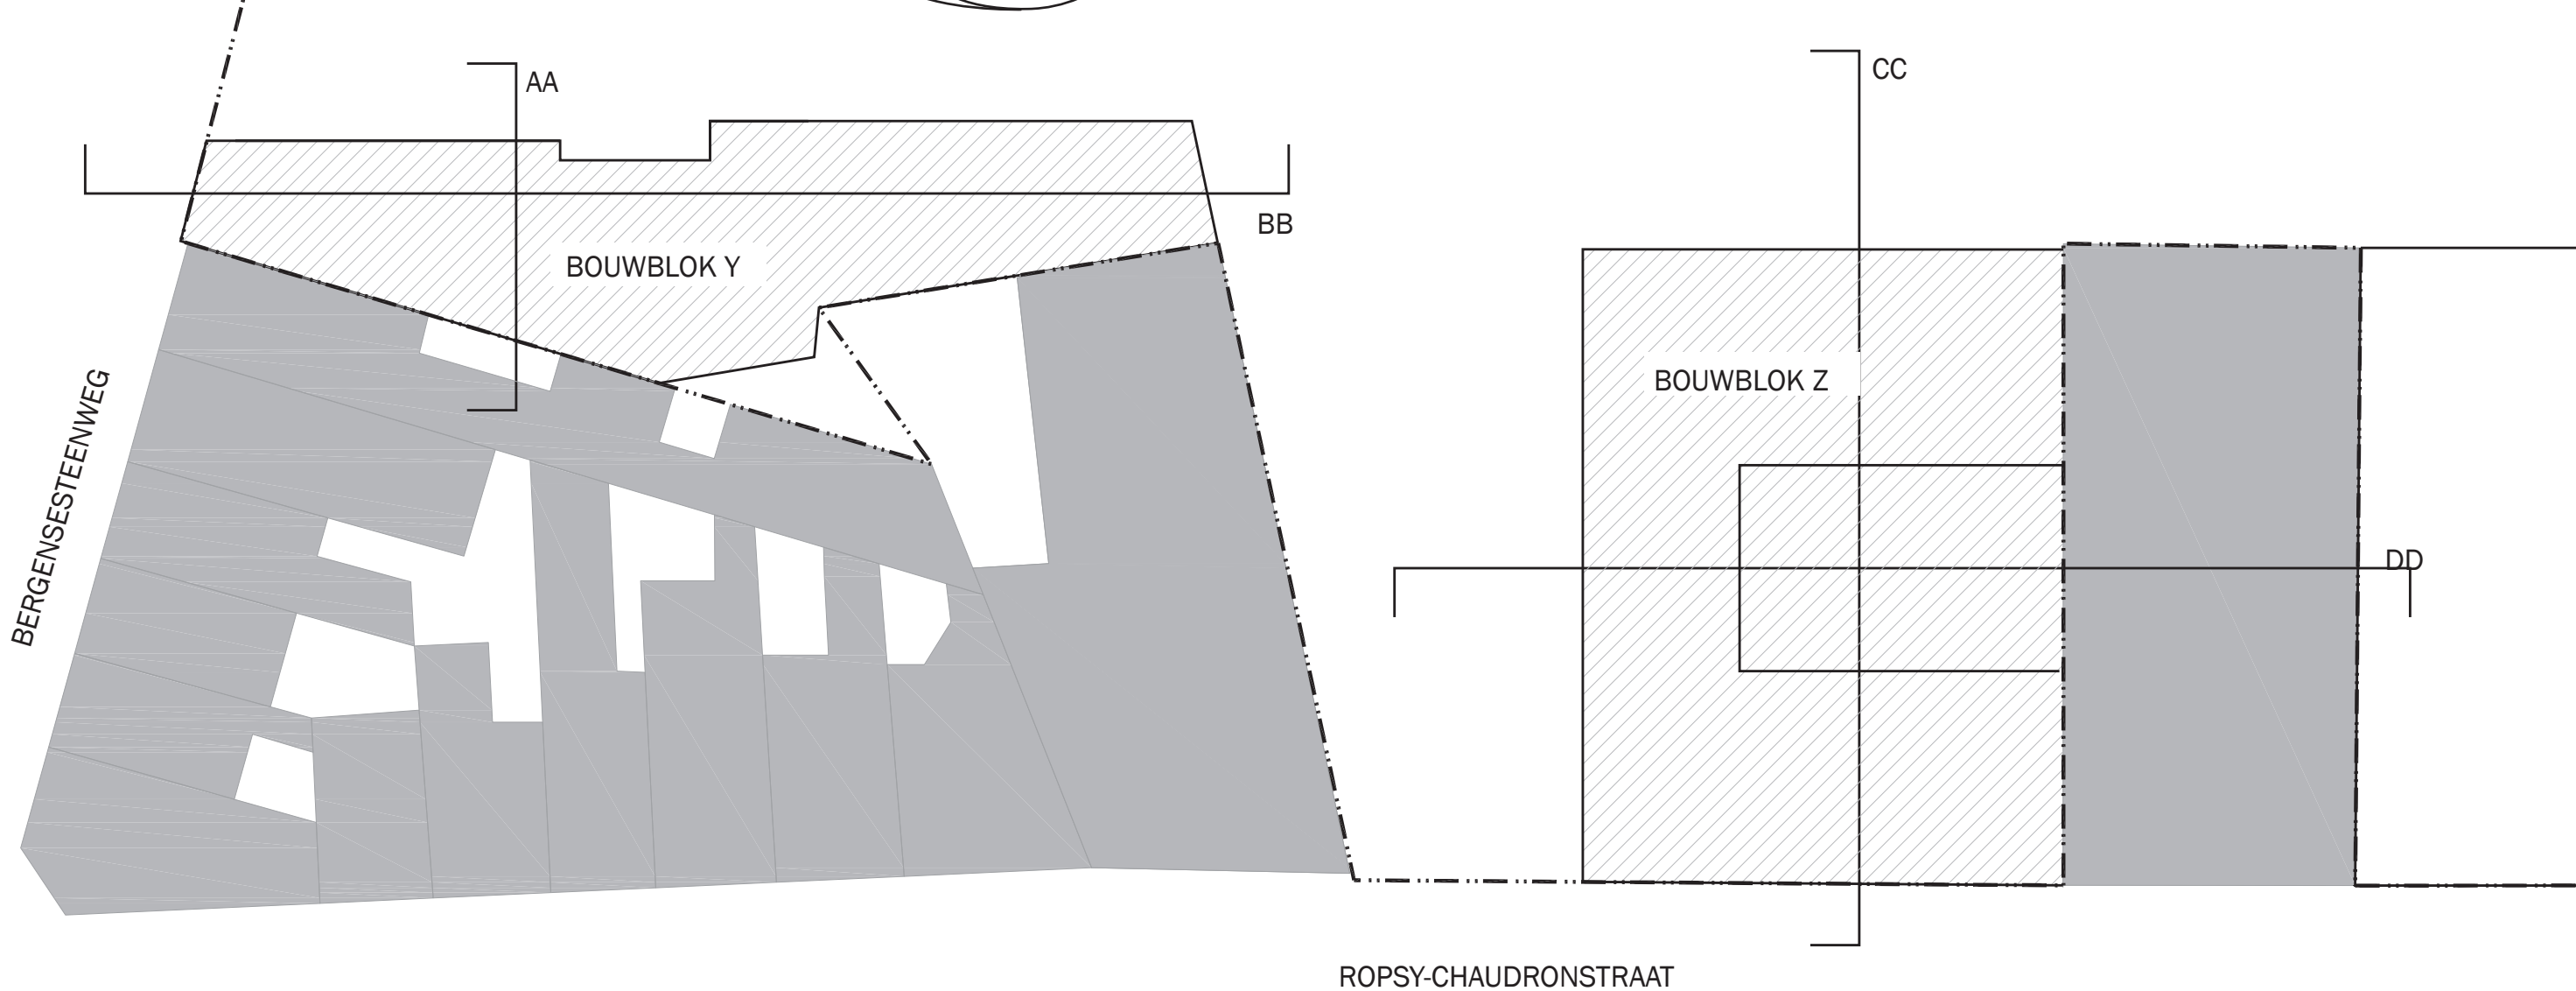 CC
AA
BB
BOUWBLOK Y
BOUWBLOK Z
BERGENSESTEENWEG
DD
ROPSY-CHAUDRONSTRAAT